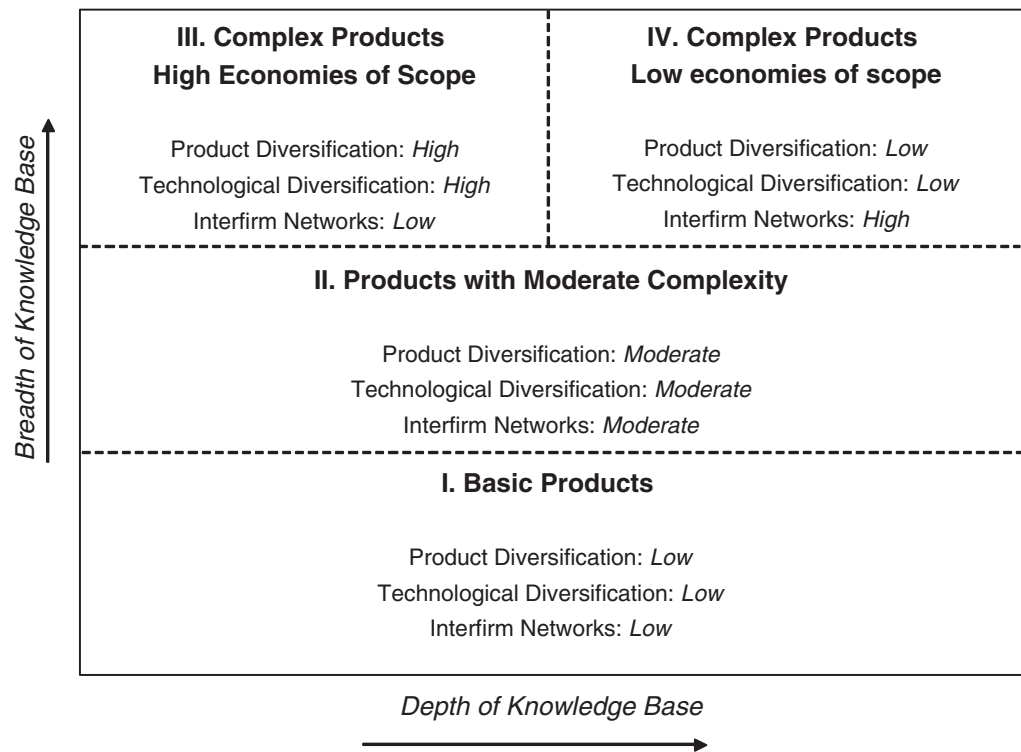 III. Complex Products
High Economies of Scope
Product Diversification: High
Technological Diversification: High
Interfirm Networks: Low
IV. Complex Products
Low economies of scope
Product Diversification: Low
Technological Diversification: Low
Interfirm Networks: High
Breadth of Knowledge Base
II. Products with Moderate Complexity
Product Diversification: Moderate
Technological Diversification: Moderate
Interfirm Networks: Moderate
I. Basic Products
Product Diversification: Low
Technological Diversification: Low
Interfirm Networks: Low
Depth of Knowledge Base